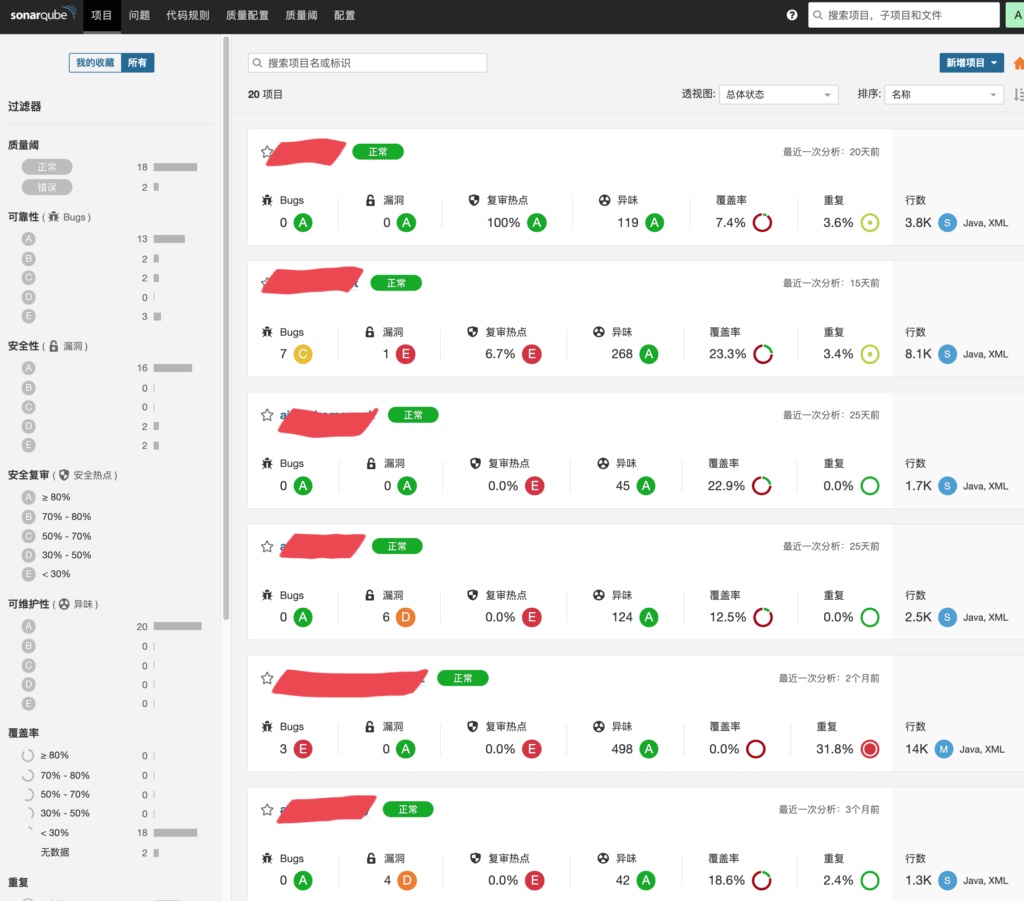 sonarqube 项目 问题 代码规则 质量配置 质量阈 配置 搜索项目，子项目和文件 A
我的收藏 所有
搜索项目名或标识
新增项目
20 项目
透视图: 总体状态 排序: 名称
过滤器
质量阈
正常 18
错误 2
可靠性 ( Bugs )
A 13
B 2
C 2
D 0
E 3
安全性 ( 漏洞 )
A 16
B 0
C 0
D 2
E 2
安全复审 ( 安全热点 )
A ≥ 80%
B 70% - 80%
C 50% - 70%
D 30% - 50%
E < 30%
可维护性 ( 异味 )
A 20
B 0
C 0
D 0
E 0
覆盖率
≥ 80% 0
70% - 80% 0
50% - 70% 0
30% - 50% 0
< 30% 18
无数据 2
重复
正常 最近一次分析: 20天前
Bugs 漏洞 复审热点 异味 覆盖率 重复 行数
0 A 0 A 100% A 119 A 7.4% 3.6% 3.8K S Java, XML
正常 最近一次分析: 15天前
Bugs 漏洞 复审热点 异味 覆盖率 重复 行数
7 C 1 E 6.7% E 268 A 23.3% 3.4% 8.1K S Java, XML
正常 最近一次分析: 25天前
Bugs 漏洞 复审热点 异味 覆盖率 重复 行数
0 A 0 A 0.0% E 45 A 22.9% 0.0% 1.7K S Java, XML
正常 最近一次分析: 25天前
Bugs 漏洞 复审热点 异味 覆盖率 重复 行数
0 A 6 D 0.0% E 124 A 12.5% 0.0% 2.5K S Java, XML
正常 最近一次分析: 2个月前
Bugs 漏洞 复审热点 异味 覆盖率 重复 行数
3 E 0 A 0.0% E 498 A 0.0% 31.8% 14K M Java, XML
正常 最近一次分析: 3个月前
Bugs 漏洞 复审热点 异味 覆盖率 重复 行数
0 A 4 D 0.0% E 42 A 18.6% 2.4% 1.3K S Java, XML